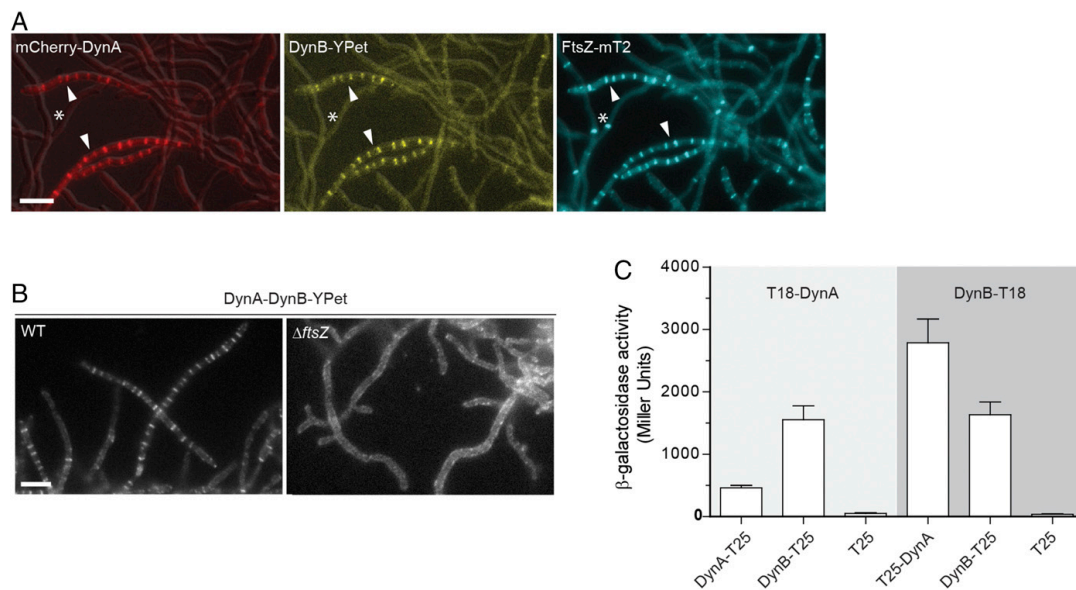 A
mCherry-DynA
DynB-YPet
FtsZ-mT2
*
*
*
B
DynA-DynB-YPet
WT
ΔftsZ
C
β-galactosidase activity
(Miller Units)
4000
3000
2000
1000
0
T18-DynA
DynB-T18
DynA-T25
DynB-T25
T25
T25-DynA
DynB-T25
T25